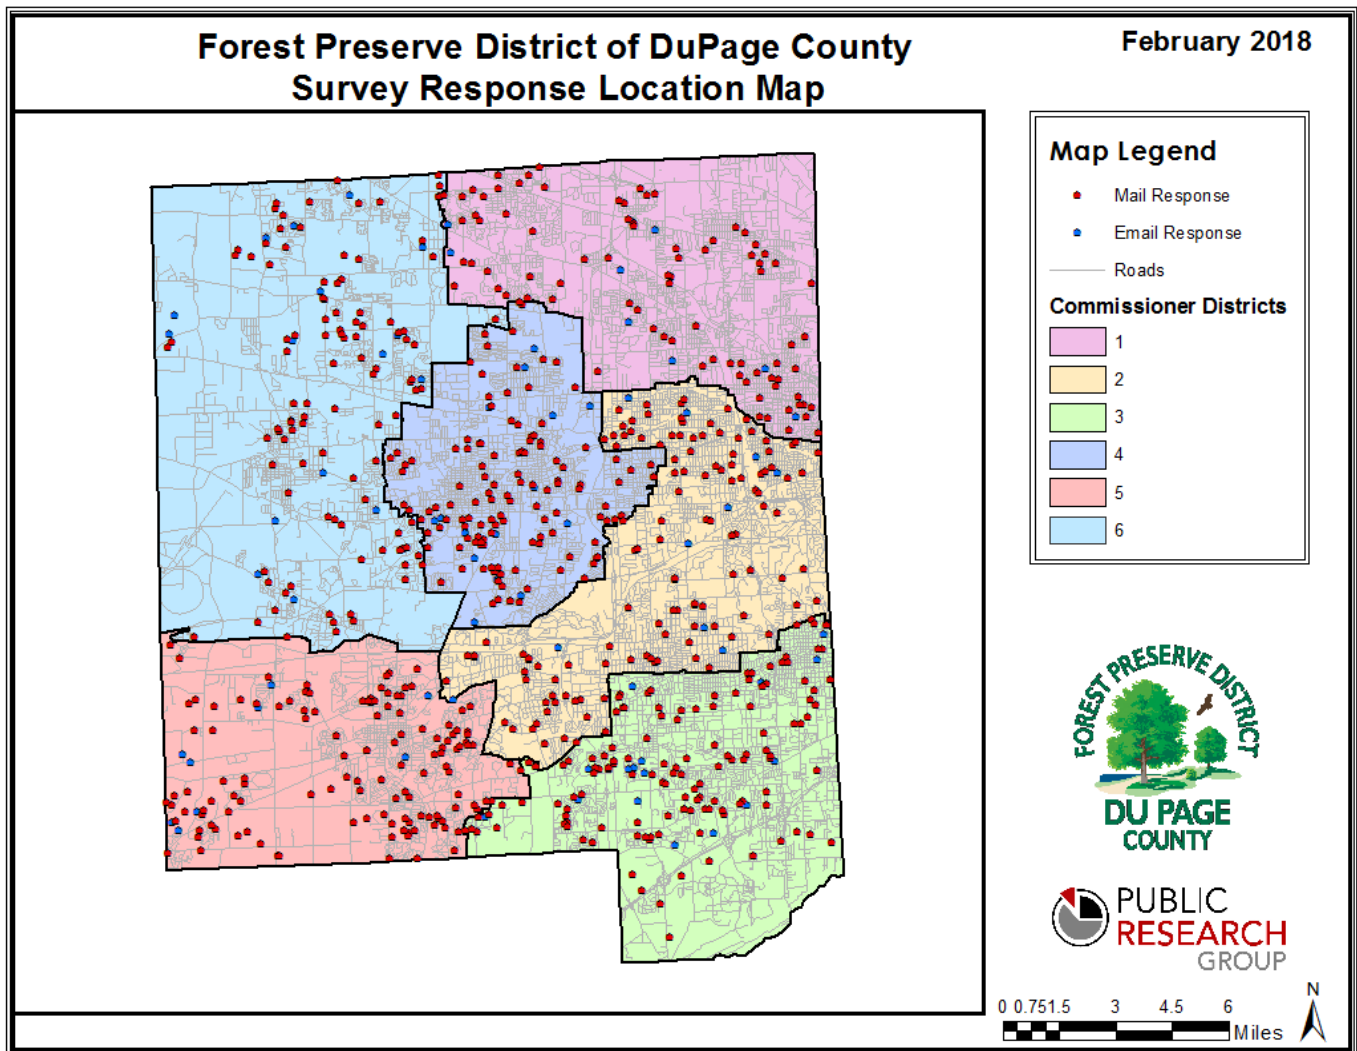 Forest Preserve District of DuPage County
Survey Response Location Map
February 2018
Map Legend
Mail Response
Email Response
Roads
Commissioner Districts
1
2
3
4
5
6
FOREST PRESERVE DISTRICT
DU PAGE
COUNTY
PUBLIC
RESEARCH
GROUP
N
0 0.75 1.5 3 4.5 6
Miles